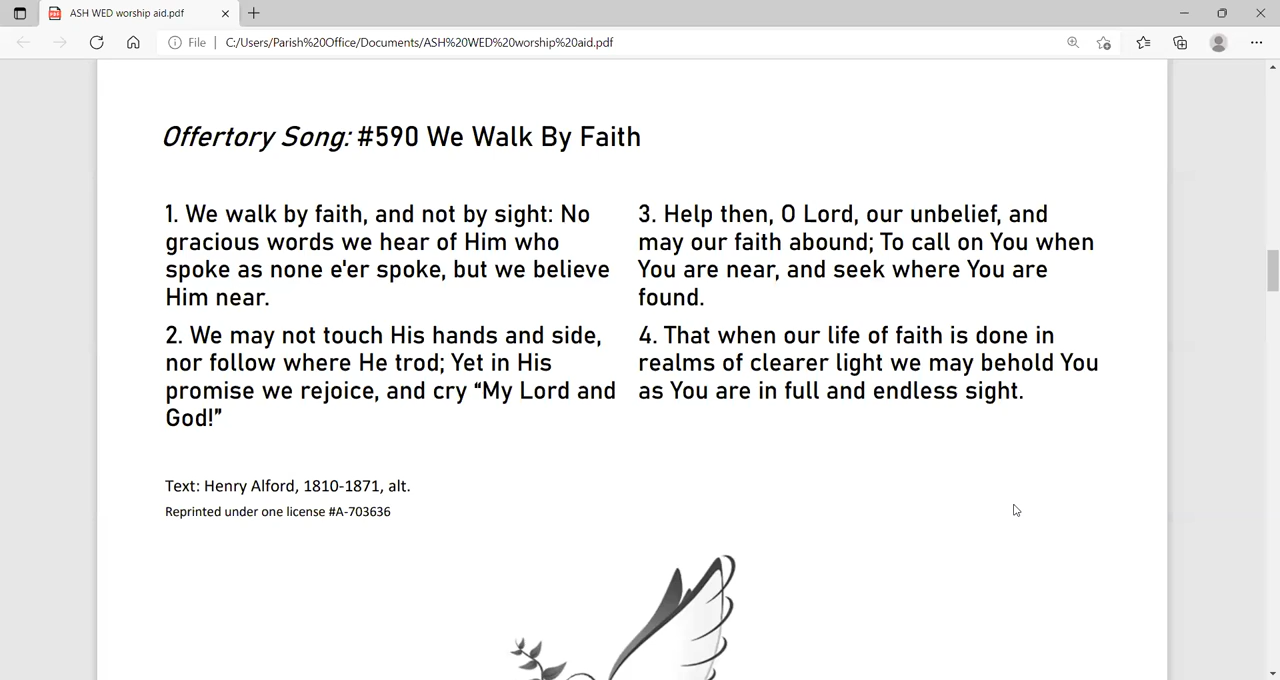 ASH WED worship aid.pdf
File
C:/Users/Parish%20Office/Documents/ASH%20WED%20worship%20aid.pdf
Offertory Song: #590 We Walk By Faith
1. We walk by faith, and not by sight: No
gracious words we hear of Him who
spoke as none e'er spoke, but we believe
Him near.
2. We may not touch His hands and side,
nor follow where He trod; Yet in His
promise we rejoice, and cry “My Lord and
God!”
3. Help then, O Lord, our unbelief, and
may our faith abound; To call on You when
You are near, and seek where You are
found.
4. That when our life of faith is done in
realms of clearer light we may behold You
as You are in full and endless sight.
Text: Henry Alford, 1810-1871, alt.
Reprinted under one license #A-703636